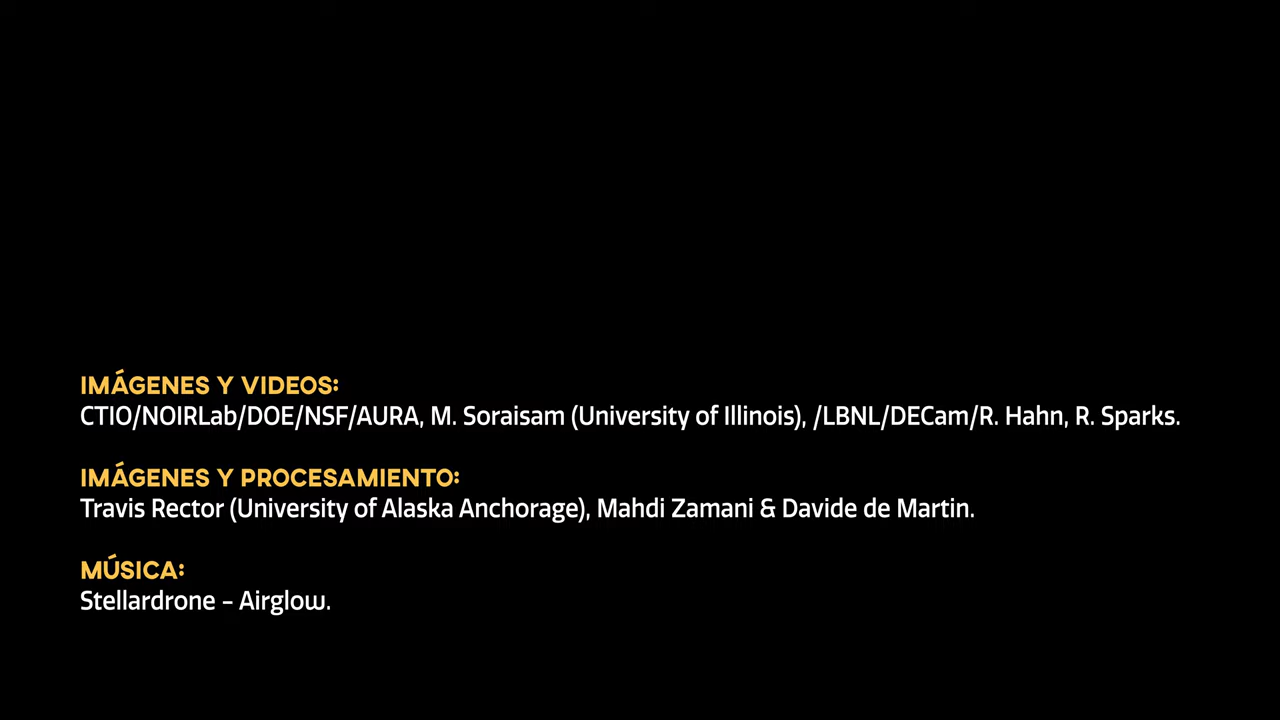 IMÁGENES Y VIDEOS:
CTIO/NOIRLab/DOE/NSF/AURA, M. Soraisam (University of Illinois), /LBNL/DECam/R. Hahn, R. Sparks.
IMÁGENES Y PROCESAMIENTO:
Travis Rector (University of Alaska Anchorage), Mahdi Zamani & Davide de Martin.
MÚSICA:
Stellardrone - Airglow.